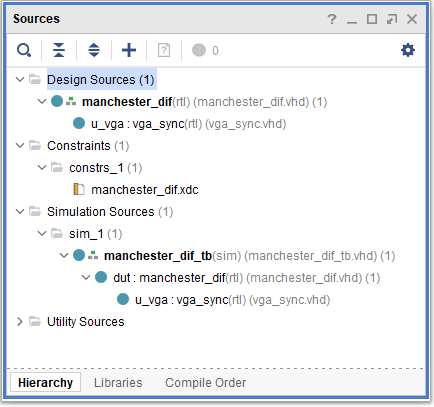 Sources
0
Design Sources (1)
manchester_dif(rtl) (manchester_dif.vhd) (1)
u_vga : vga_sync(rtl) (vga_sync.vhd)
Constraints (1)
constrs_1 (1)
manchester_dif.xdc
Simulation Sources (1)
sim_1 (1)
manchester_dif_tb(sim) (manchester_dif_tb.vhd) (1)
dut : manchester_dif(rtl) (manchester_dif.vhd) (1)
u_vga : vga_sync(rtl) (vga_sync.vhd)
Utility Sources
Hierarchy Libraries Compile Order